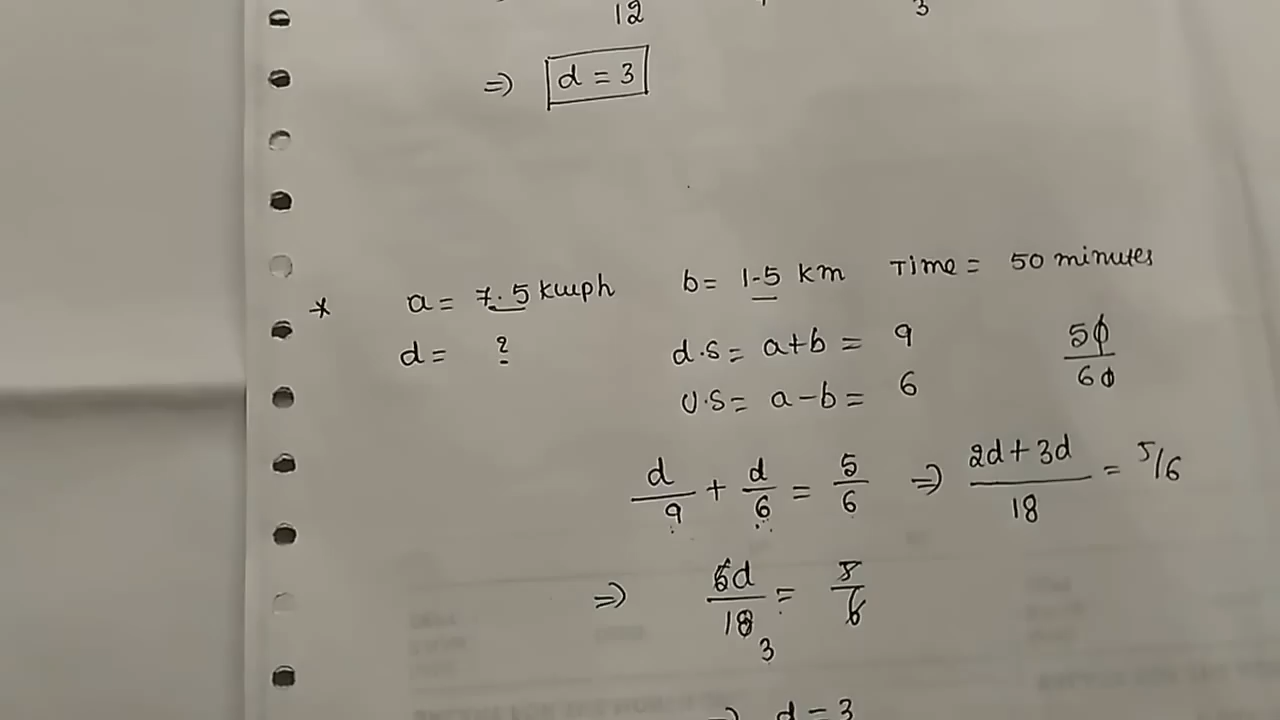 12 3
=> d = 3
* a = 7.5 kmph b = 1.5 km Time = 50 minutes
d = ? d.s = a+b = 9 50/60
U.S = a-b = 6
d/9 + d/6 = 5/6 => 2d+3d/18 = 5/6
=> 5d/18 = 5/6
3
=> d = 3